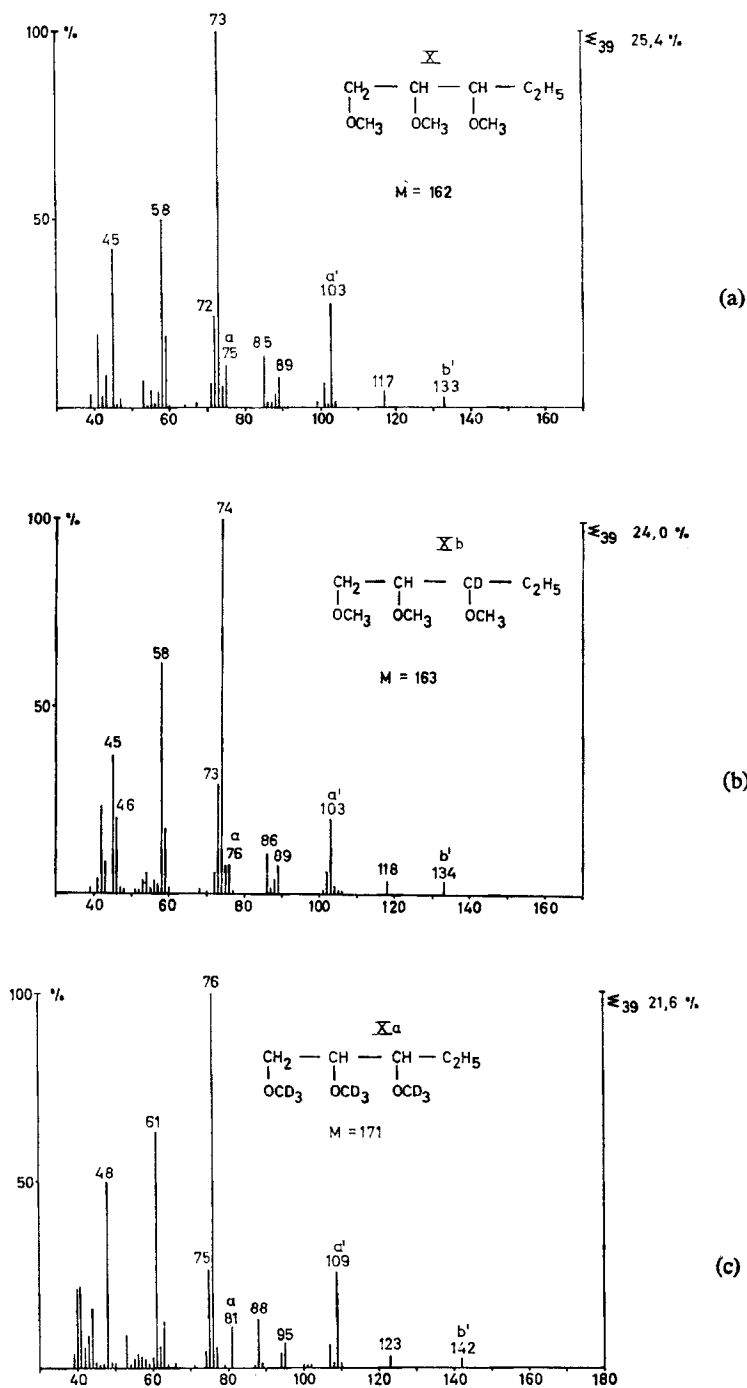 100 %
73
Σ39 25,4 %
X
CH2 — CH — CH — C2H5
OCH3 OCH3 OCH3
M = 162
50
58
45
72
a
75
85
89
a'
103
117
b'
133
40 60 80 100 120 140 160
(a)
100 %
74
Σ39 24,0 %
X b
CH2 — CH — CD — C2H5
OCH3 OCH3 OCH3
M = 163
50
58
45
46
73
a
76
86
89
a'
103
118
b'
134
40 60 80 100 120 140 160
(b)
100 %
76
Σ39 21,6 %
X a
CH2 — CH — CH — C2H5
OCD3 OCD3 OCD3
M = 171
50
61
48
75
a
81
88
95
a'
109
123
b'
142
40 60 80 100 120 140 160 180
(c)